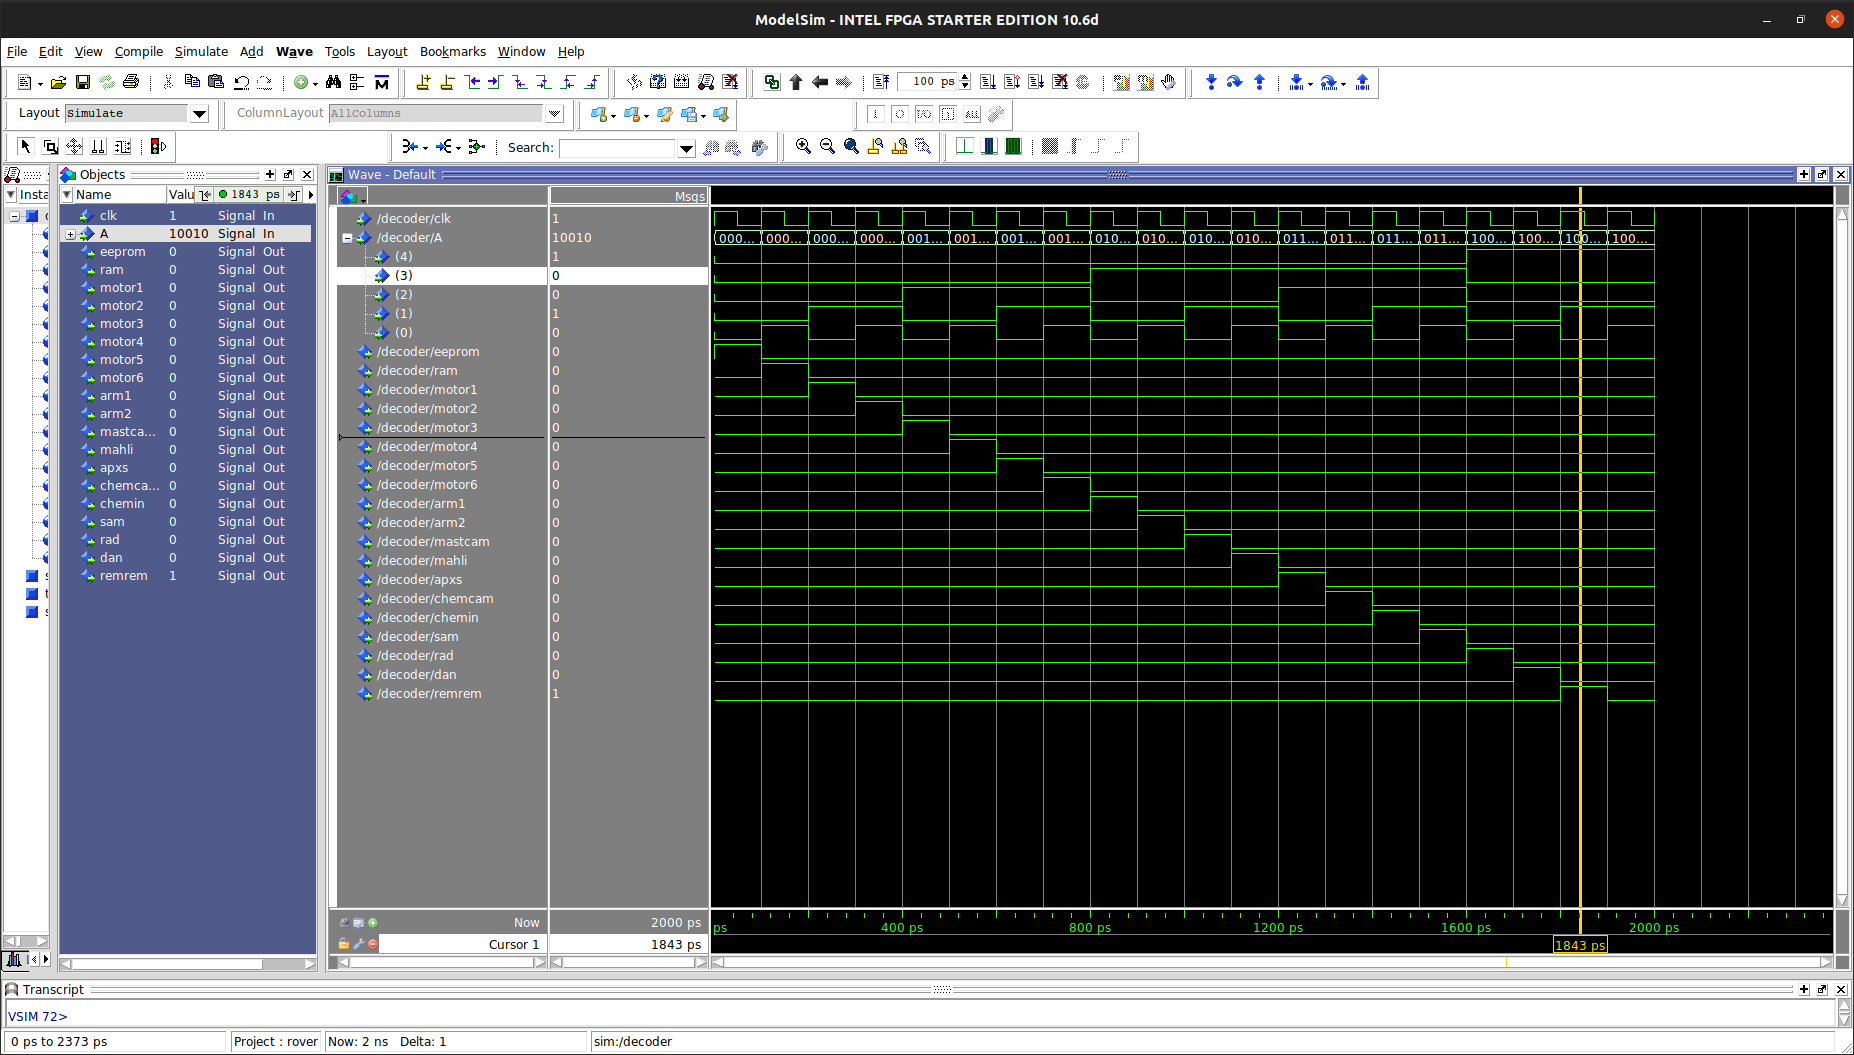 ModelSim - INTEL FPGA STARTER EDITION 10.6d
File Edit View Compile Simulate Add Wave Tools Layout Bookmarks Window Help
100 ps
Layout Simulate ColumnLayout AllColumns
Search:
Objects
Wave - Default
Insta
Name Valu 1843 ps
Msgs
clk 1 Signal In
A 10010 Signal In
eeprom 0 Signal Out
ram 0 Signal Out
motor1 0 Signal Out
motor2 0 Signal Out
motor3 0 Signal Out
motor4 0 Signal Out
motor5 0 Signal Out
motor6 0 Signal Out
arm1 0 Signal Out
arm2 0 Signal Out
mastca... 0 Signal Out
mahli 0 Signal Out
apxs 0 Signal Out
chemca... 0 Signal Out
chemin 0 Signal Out
sam 0 Signal Out
rad 0 Signal Out
dan 0 Signal Out
remrem 1 Signal Out
/decoder/clk 1
/decoder/A 10010 000... 000... 000... 000... 001... 001... 001... 001... 010... 010... 010... 010... 011... 011... 011... 011... 100... 100... 100... 100...
(4) 1
(3) 0
(2) 0
(1) 1
(0) 0
/decoder/eeprom 0
/decoder/ram 0
/decoder/motor1 0
/decoder/motor2 0
/decoder/motor3 0
/decoder/motor4 0
/decoder/motor5 0
/decoder/motor6 0
/decoder/arm1 0
/decoder/arm2 0
/decoder/mastcam 0
/decoder/mahli 0
/decoder/apxs 0
/decoder/chemcam 0
/decoder/chemin 0
/decoder/sam 0
/decoder/rad 0
/decoder/dan 0
/decoder/remrem 1
Now 2000 ps
ps 400 ps 800 ps 1200 ps 1600 ps 2000 ps
Cursor 1 1843 ps
1843 ps
Transcript
VSIM 72>
0 ps to 2373 ps Project : rover Now: 2 ns Delta: 1 sim:/decoder